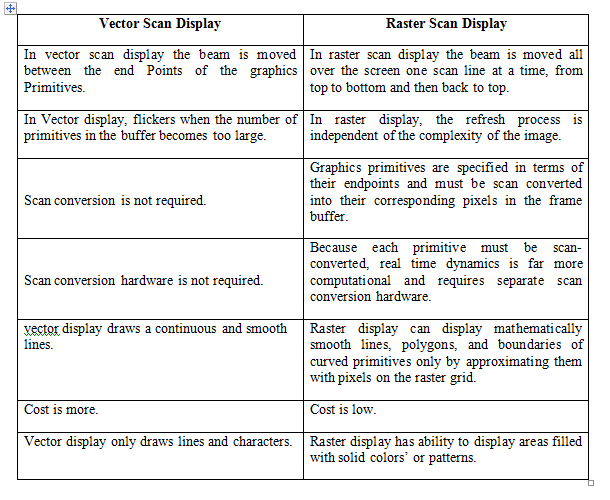 Vector Scan Display
Raster Scan Display
In vector scan display the beam is moved
between the end Points of the graphics
Primitives.
In raster scan display the beam is moved all
over the screen one scan line at a time, from
top to bottom and then back to top.
In Vector display, flickers when the number of
primitives in the buffer becomes too large.
In raster display, the refresh process is
independent of the complexity of the image.
Scan conversion is not required.
Graphics primitives are specified in terms of
their endpoints and must be scan converted
into their corresponding pixels in the frame
buffer.
Scan conversion hardware is not required.
Because each primitive must be scan-
converted, real time dynamics is far more
computational and requires separate scan
conversion hardware.
vector display draws a continuous and smooth
lines.
Raster display can display mathematically
smooth lines, polygons, and boundaries of
curved primitives only by approximating them
with pixels on the raster grid.
Cost is more.
Cost is low.
Vector display only draws lines and characters.
Raster display has ability to display areas filled
with solid colors’ or patterns.